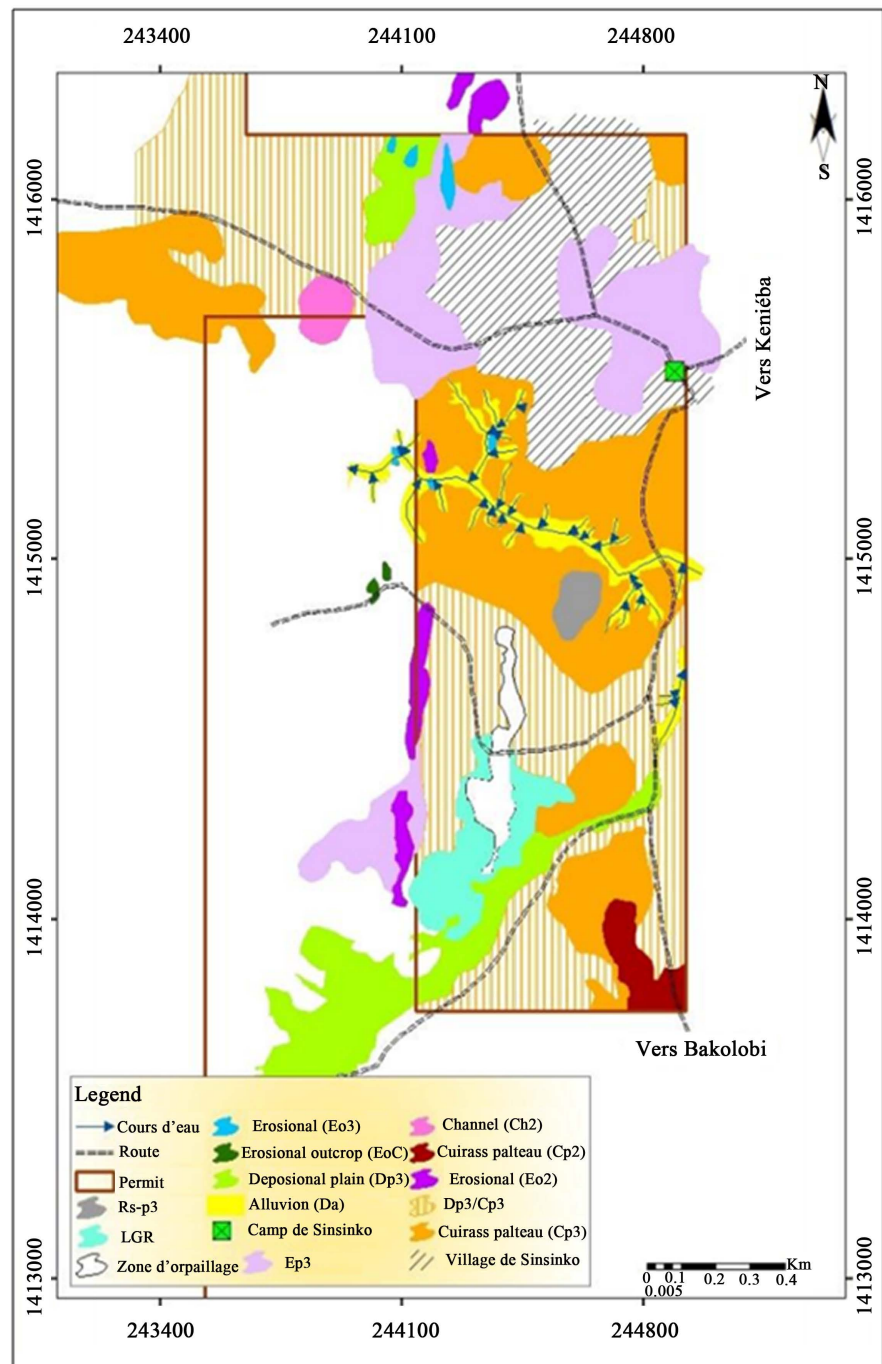 243400 244100 244800
N
S
1416000 1416000
Vers Keniéba
1415000 1415000
1414000 1414000
Vers Bakolobi
Legend
Cours d'eau
Route
Permit
Rs-p3
LGR
Zone d'orpaillage
Erosional (Eo3)
Erosional outcrop (EoC)
Deposional plain (Dp3)
Alluvion (Da)
Camp de Sinsinko
Ep3
Channel (Ch2)
Cuirass palteau (Cp2)
Erosional (Eo2)
Dp3/Cp3
Cuirass palteau (Cp3)
Village de Sinsinko
Km
0 0.1 0.2 0.3 0.4
0.005
1413000 1413000
243400 244100 244800